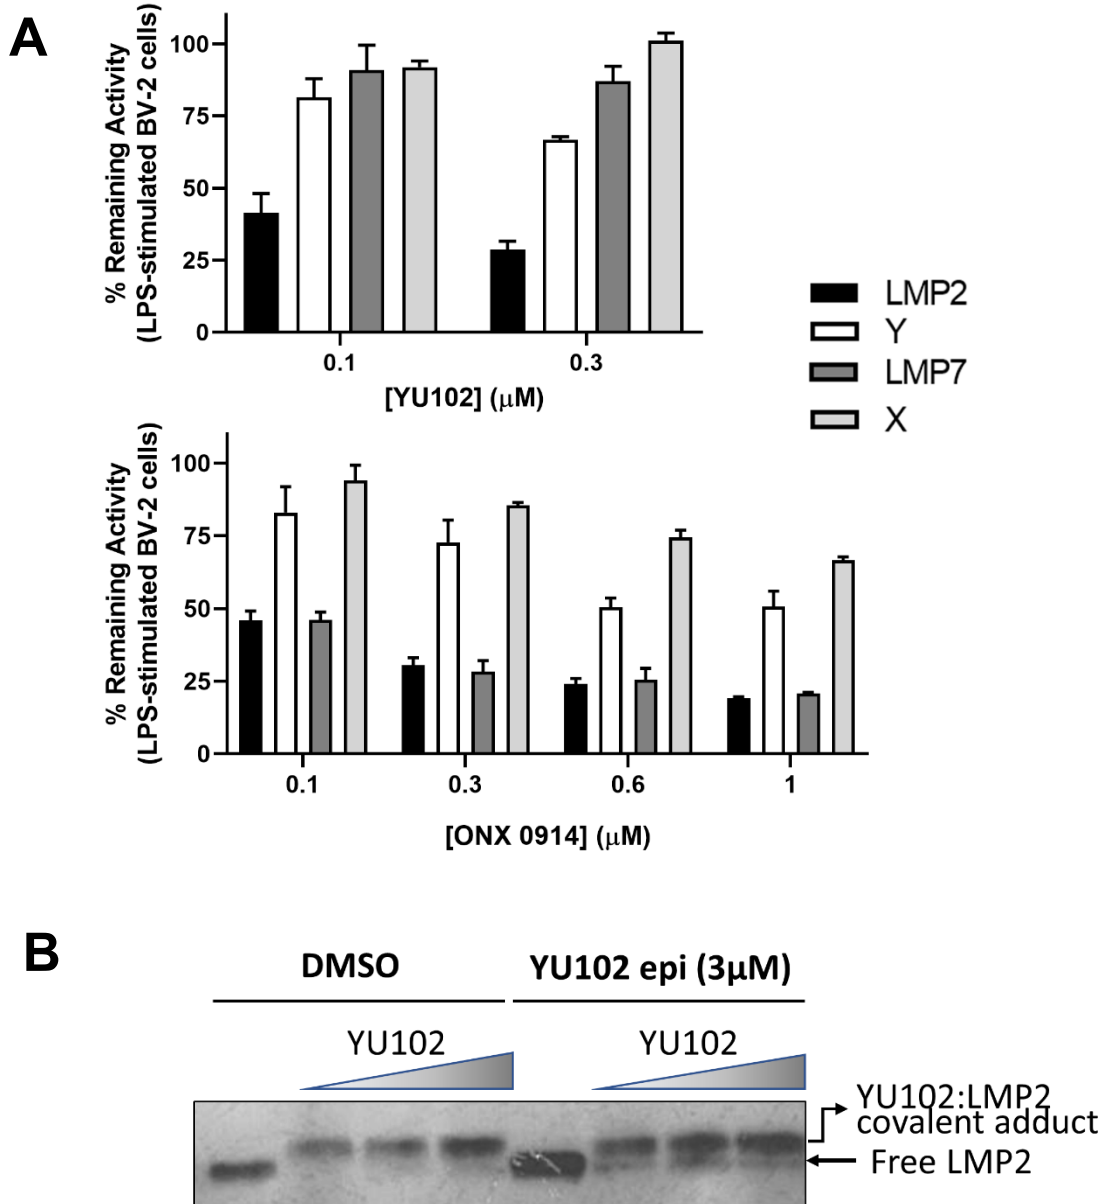 A
% Remaining Activity
(LPS-stimulated BV-2 cells)
100
75
50
25
0
0.1
0.3
[YU102] (μM)
LMP2
Y
LMP7
X
% Remaining Activity
(LPS-stimulated BV-2 cells)
100
75
50
25
0
0.1
0.3
0.6
1
[ONX 0914] (μM)
B
DMSO
YU102 epi (3μM)
YU102
YU102
YU102:LMP2
covalent adduct
Free LMP2